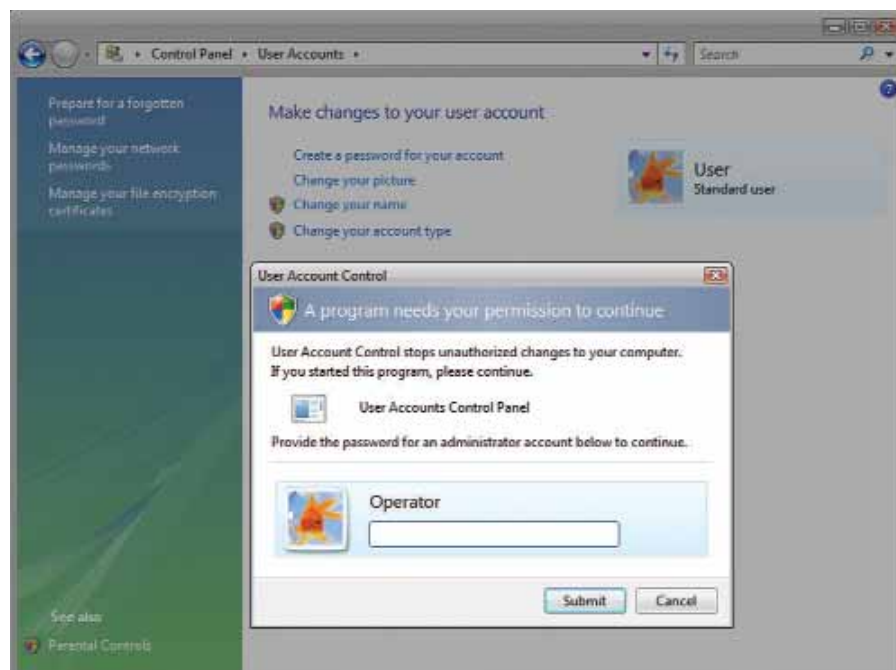 Control Panel
User Accounts
Search
Prepare for a forgotten
password
Manage your network
passwords
Manage your file encryption
certificates
Make changes to your user account
Create a password for your account
Change your picture
Change your name
Change your account type
User
Standard user
User Account Control
A program needs your permission to continue
User Account Control stops unauthorized changes to your computer.
If you started this program, please continue.
User Accounts Control Panel
Provide the password for an administrator account below to continue.
Operator
Submit
Cancel
See also
Parental Controls